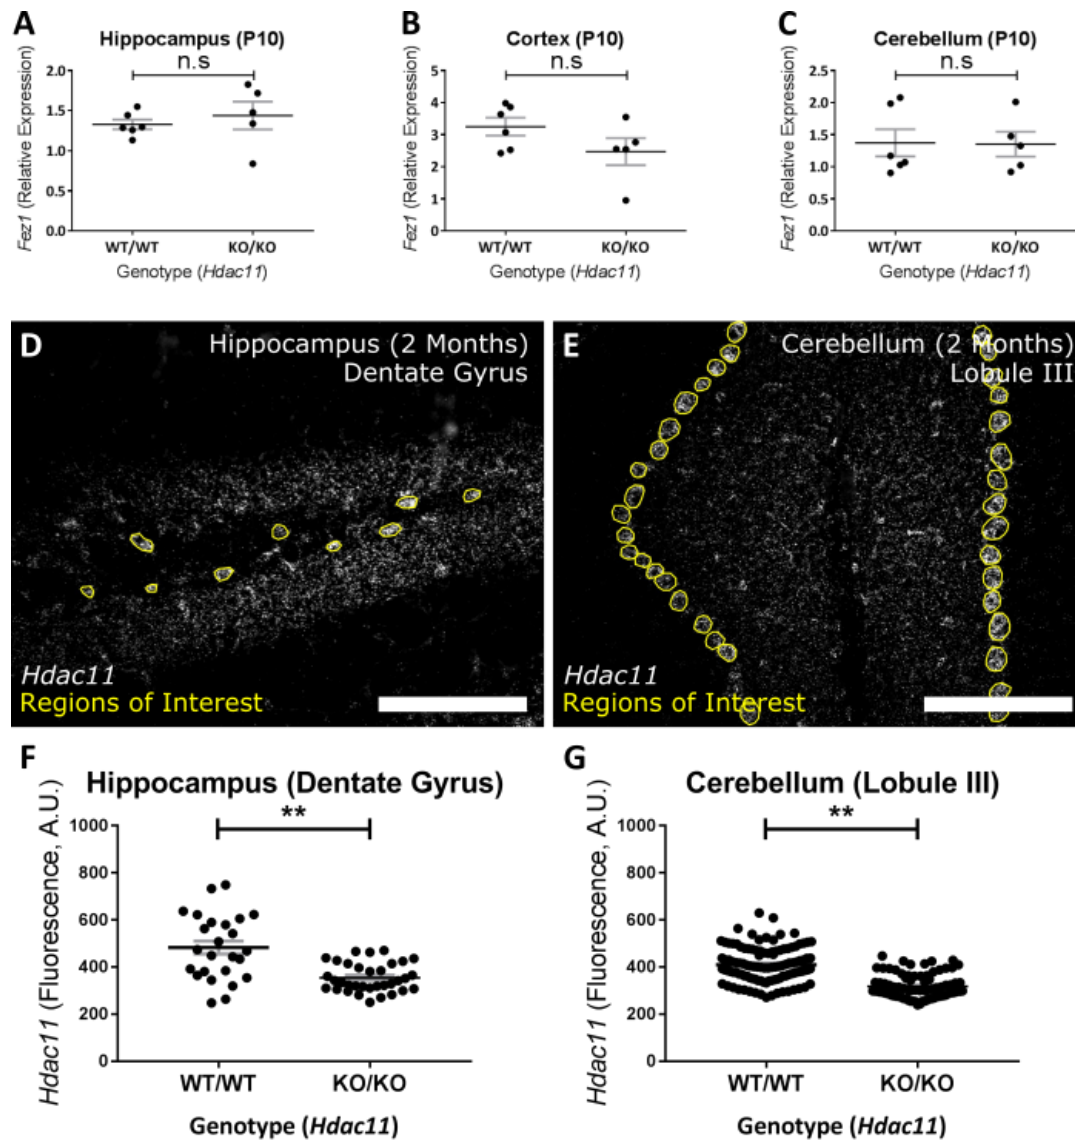 A
Hippocampus (P10)
n.s
Fez1 (Relative Expression)
2.0
1.5
1.0
0.5
0.0
WT/WT
KO/KO
Genotype (Hdac11)
B
Cortex (P10)
n.s
Fez1 (Relative Expression)
5
4
3
2
1
0
WT/WT
KO/KO
Genotype (Hdac11)
C
Cerebellum (P10)
n.s
Fez1 (Relative Expression)
2.5
2.0
1.5
1.0
0.5
0.0
WT/WT
KO/KO
Genotype (Hdac11)
D
Hippocampus (2 Months)
Dentate Gyrus
Hdac11
Regions of Interest
E
Cerebellum (2 Months)
Lobule III
Hdac11
Regions of Interest
F
Hippocampus (Dentate Gyrus)
**
Hdac11 (Fluorescence, A.U.)
1000
800
600
400
200
0
WT/WT
KO/KO
Genotype (Hdac11)
G
Cerebellum (Lobule III)
**
Hdac11 (Fluorescence, A.U.)
1000
800
600
400
200
0
WT/WT
KO/KO
Genotype (Hdac11)